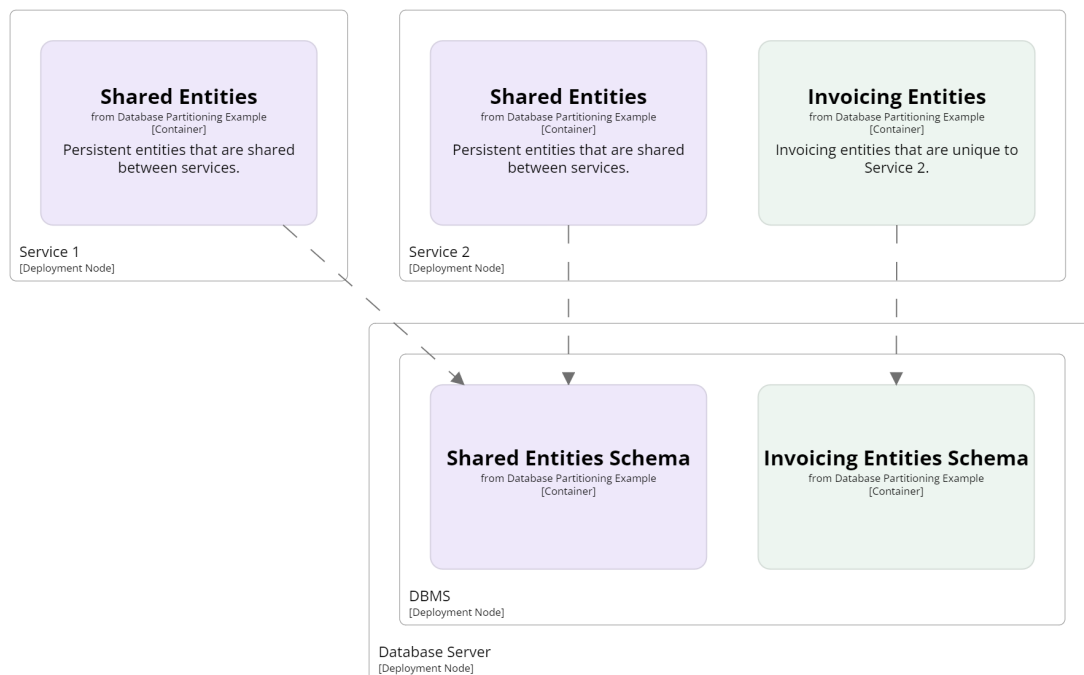 Shared Entities
from Database Partitioning Example
[Container]
Persistent entities that are shared
between services.
Service 1
[Deployment Node]
Shared Entities
from Database Partitioning Example
[Container]
Persistent entities that are shared
between services.
Invoicing Entities
from Database Partitioning Example
[Container]
Invoicing entities that are unique to
Service 2.
Service 2
[Deployment Node]
Shared Entities Schema
from Database Partitioning Example
[Container]
Invoicing Entities Schema
from Database Partitioning Example
[Container]
DBMS
[Deployment Node]
Database Server
[Deployment Node]